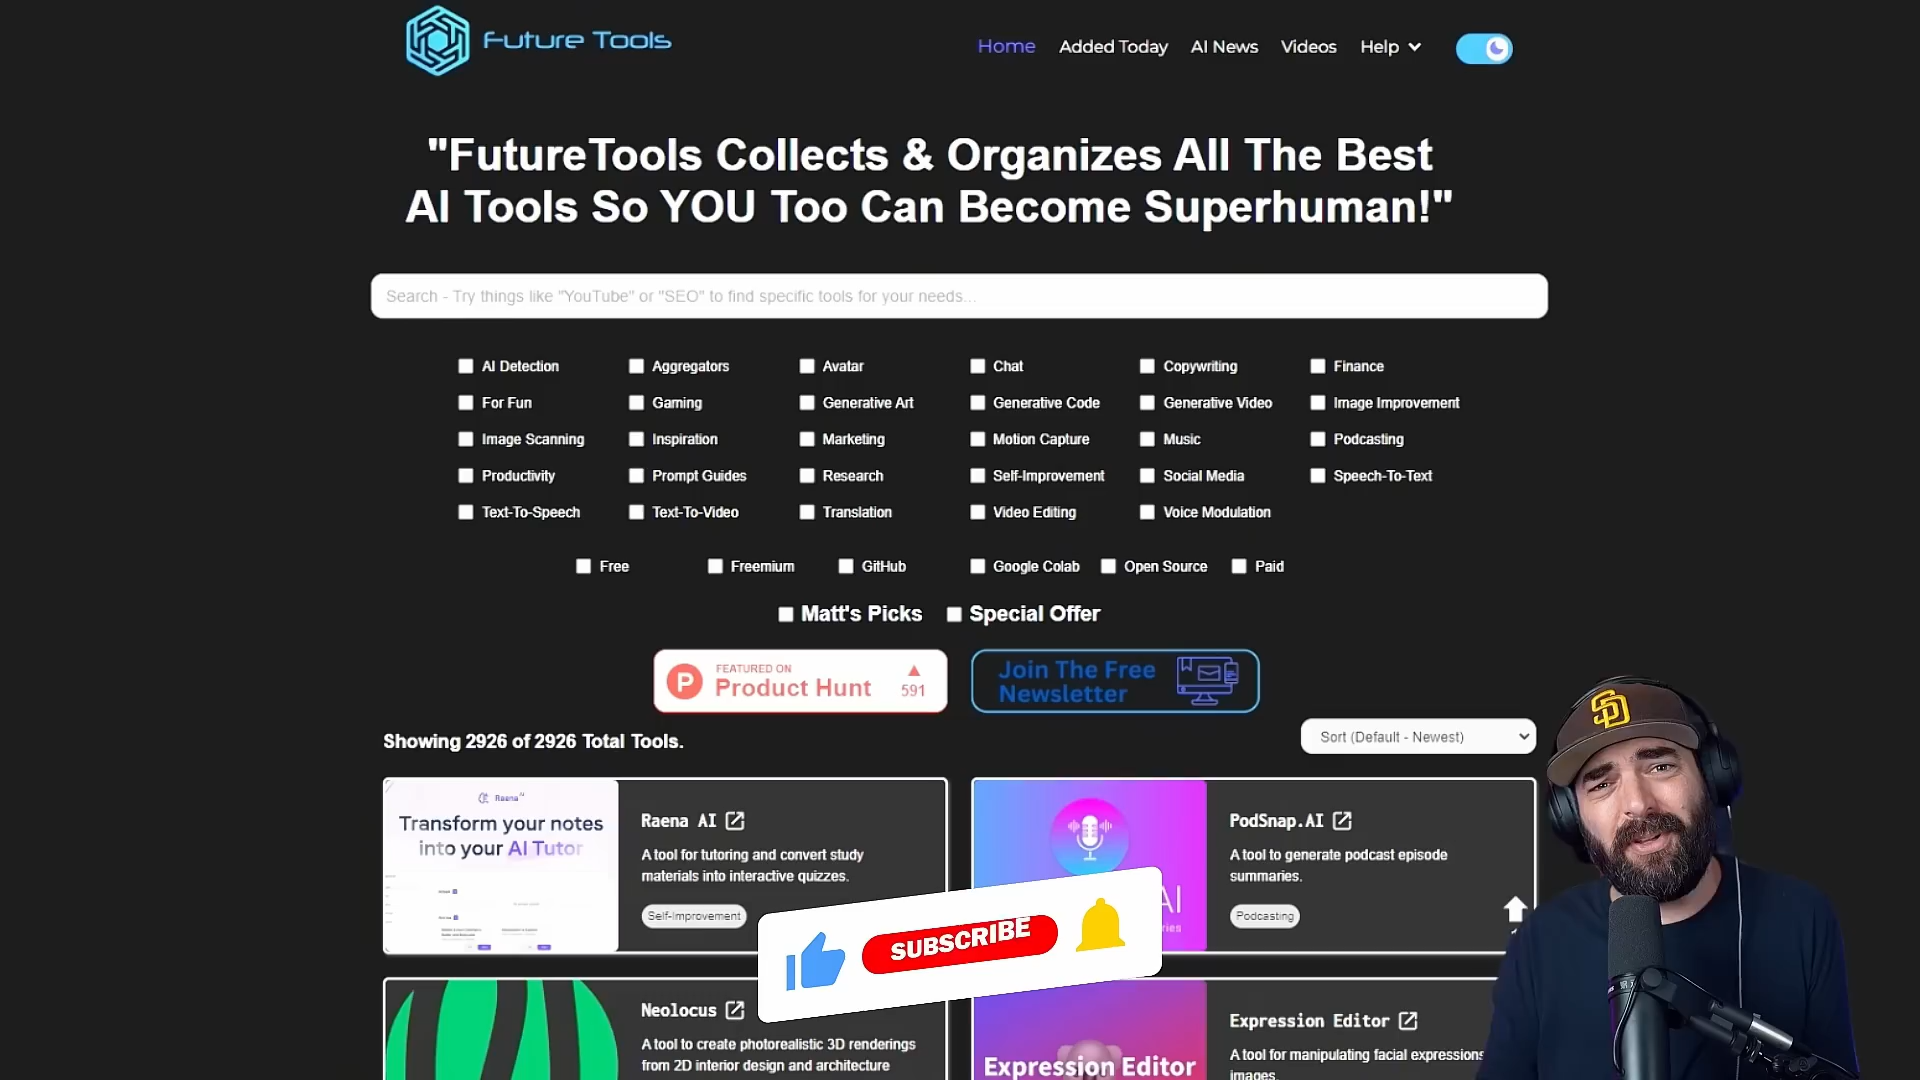 Future Tools
Home
Added Today
AI News
Videos
Help
"FutureTools Collects & Organizes All The Best
AI Tools So YOU Too Can Become Superhuman!"
Search - Try things like "YouTube" or "SEO" to find specific tools for your needs...
AI Detection
Aggregators
Avatar
Chat
Copywriting
Finance
For Fun
Gaming
Generative Art
Generative Code
Generative Video
Image Improvement
Image Scanning
Inspiration
Marketing
Motion Capture
Music
Podcasting
Productivity
Prompt Guides
Research
Self-Improvement
Social Media
Speech-To-Text
Text-To-Speech
Text-To-Video
Translation
Video Editing
Voice Modulation
Free
Freemium
GitHub
Google Colab
Open Source
Paid
Matt's Picks
Special Offer
P
FEATURED ON
Product Hunt
591
Join The Free
Newsletter
Showing 2926 of 2926 Total Tools.
Sort (Default - Newest)
SD
Raena AI
Transform your notes
into your AI Tutor
Raena AI
A tool for tutoring and convert study
materials into interactive quizzes.
Self-Improvement
AI
ries
PodSnap.AI
A tool to generate podcast episode
summaries.
Podcasting
SUBSCRIBE
Neolocus
A tool to create photorealistic 3D renderings
from 2D interior design and architecture
Expression Editor
Expression Editor
A tool for manipulating facial expressions
images.